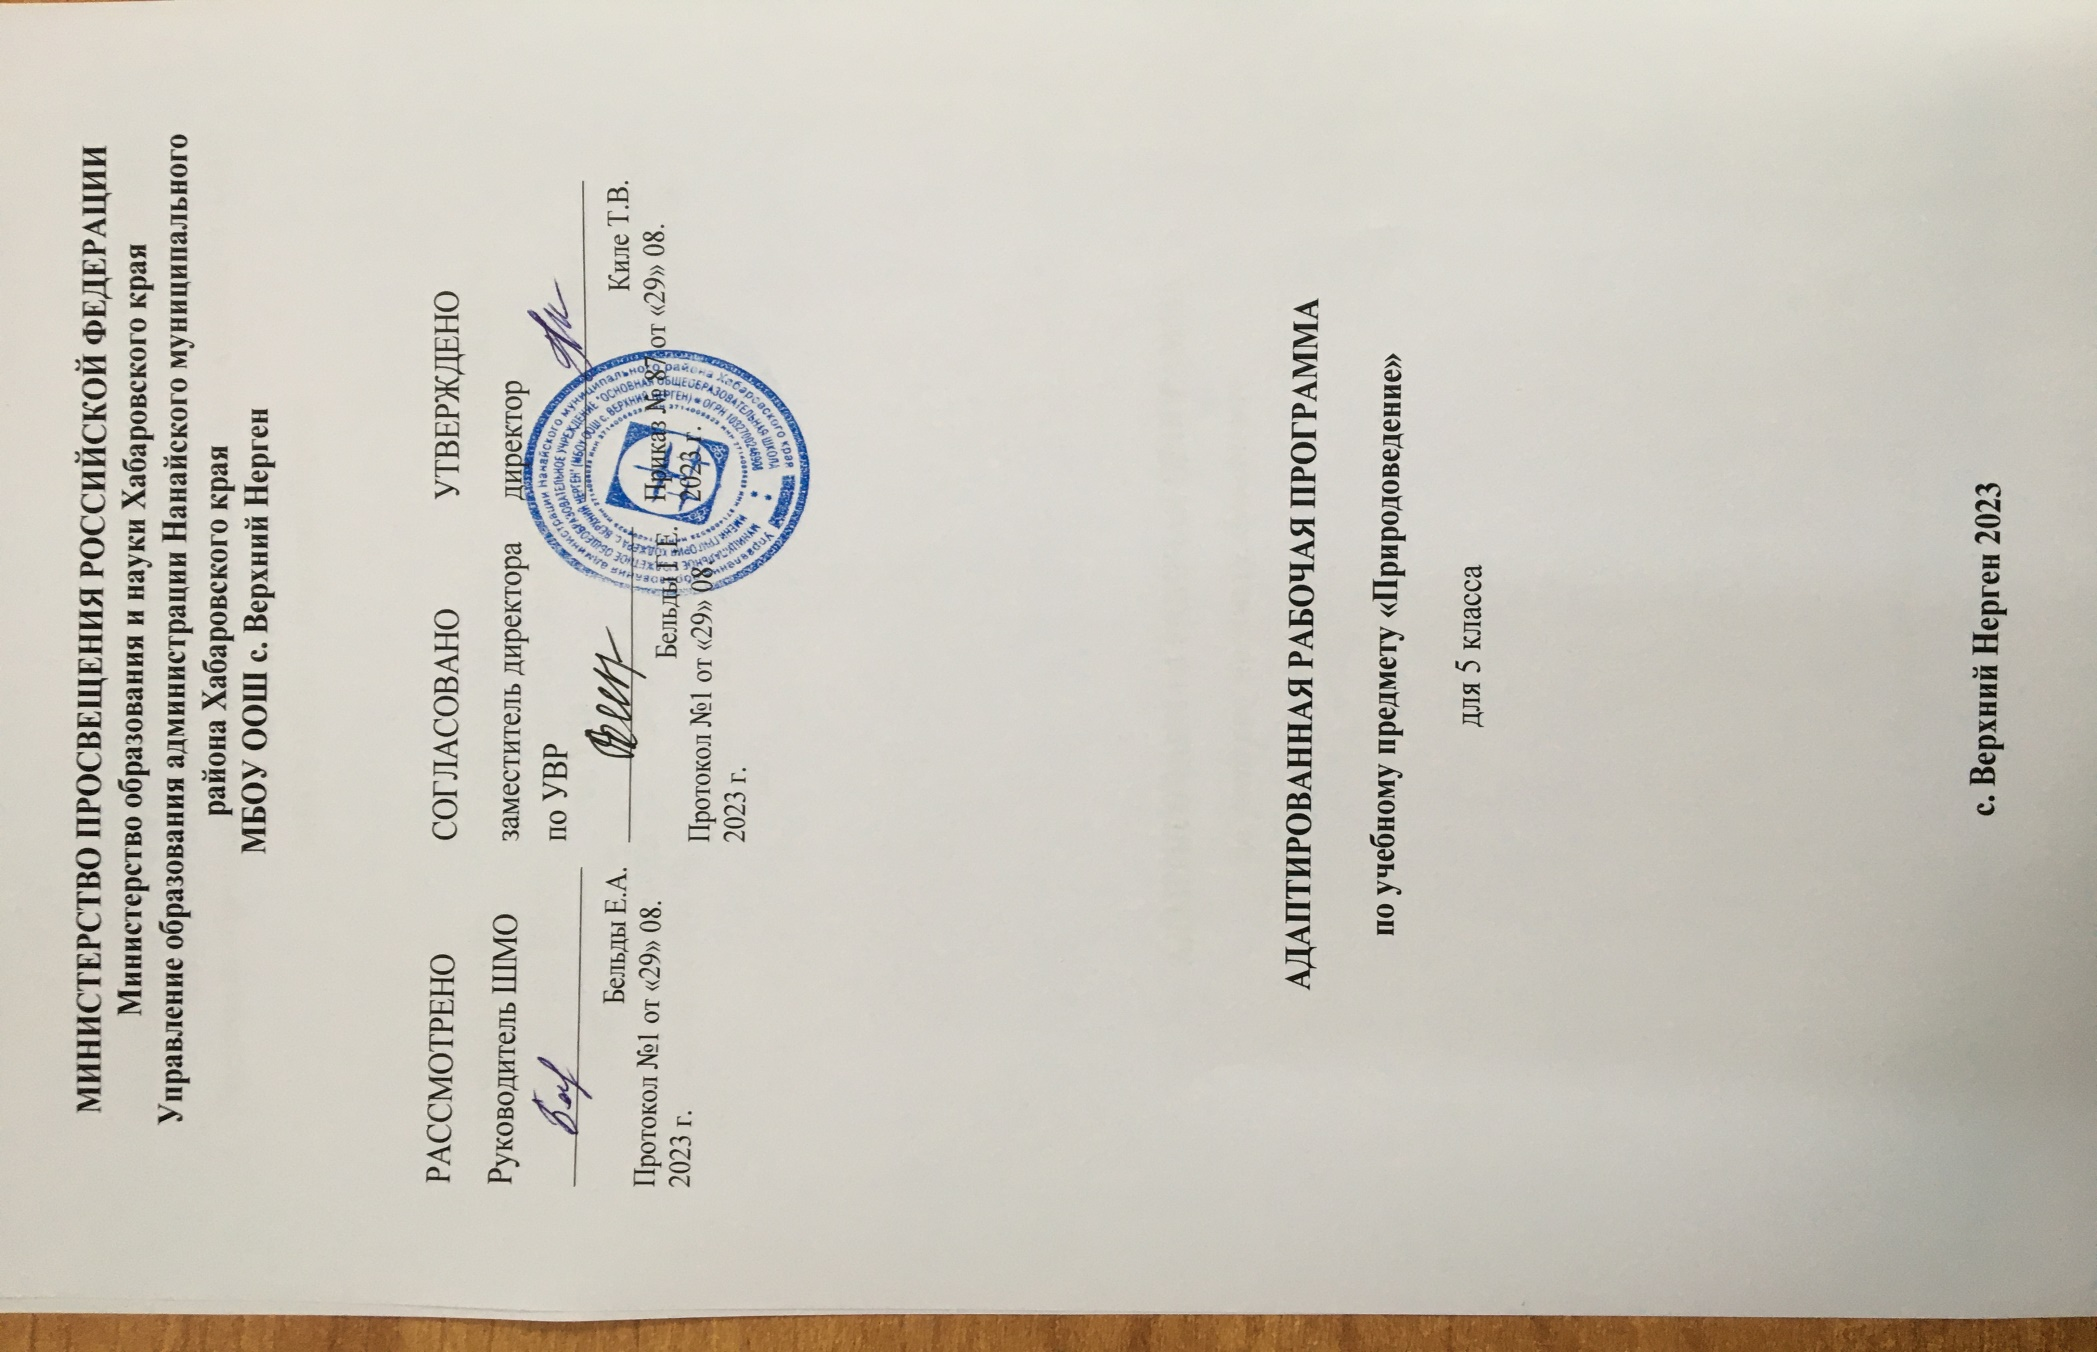 МИНИСТЕРСТВО ПРОСВЕЩЕНИЯ РОССИЙСКОЙ ФЕДЕРАЦИИ
Министерство образования и науки Хабаровского края
Управление образования администрации Нанайского муниципального
района Хабаровского края
МБОУ ООШ с. Верхний Нерген
РАССМОТРЕНО
Руководитель ШМО
Бельды Е.А.
Протокол №1 от «29» 08.
2023 г.
СОГЛАСОВАНО
заместитель директора
по УВР
Бельды
Протокол №1 от «29» 08.
2023 г.
УТВЕРЖДЕНО
директор
Киле Т.В.
Приказ № 87 от «29» 08.
2023 г.
АДАПТИРОВАННАЯ РАБОЧАЯ ПРОГРАММА
по учебному предмету «Природоведение»
для 5 класса
с. Верхний Нерген 2023